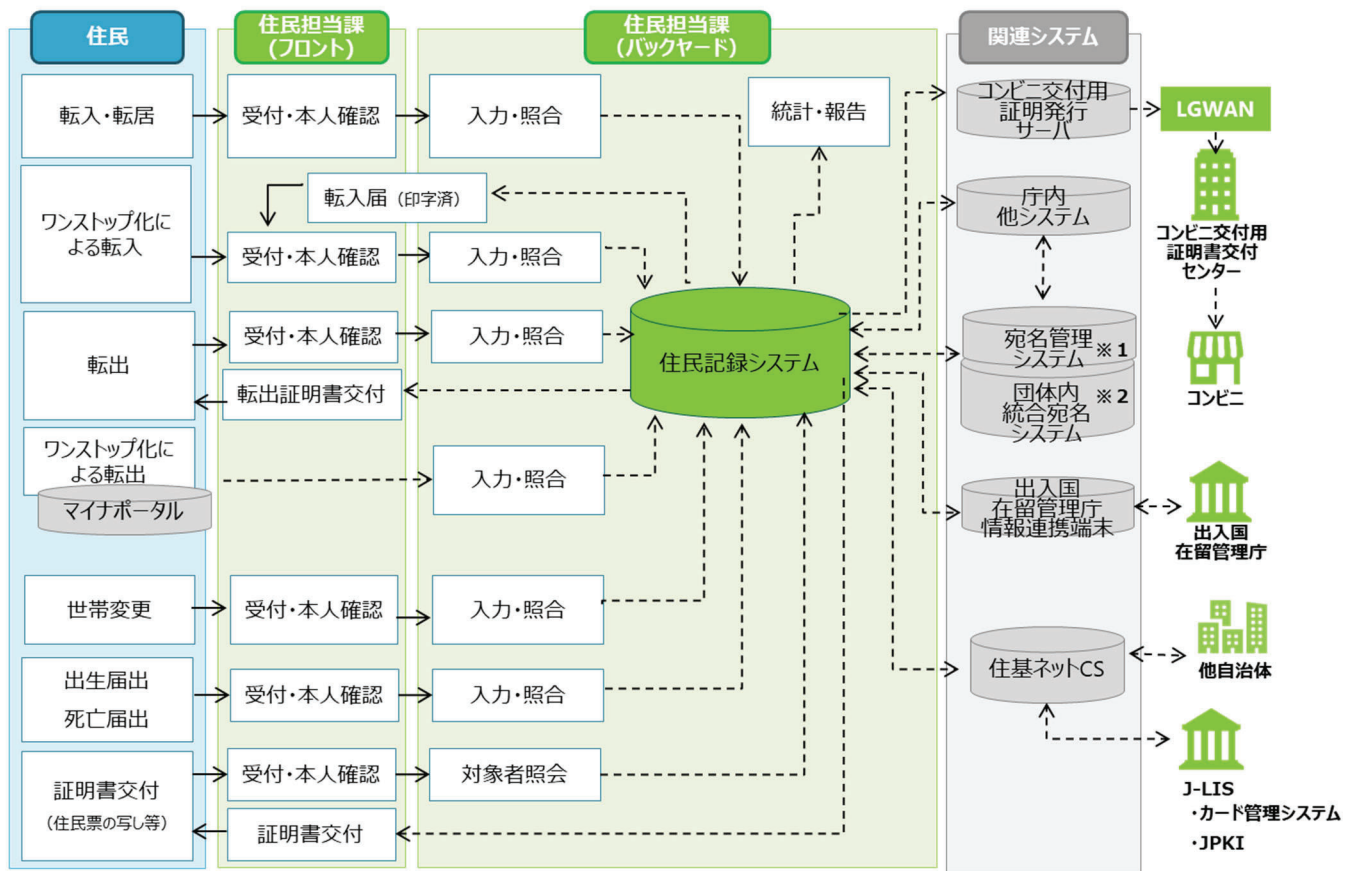 住民
住民担当課
(フロント)
住民担当課
(バックヤード)
関連システム
転入・転居
受付・本人確認
入力・照合
統計・報告
コンビニ交付用
証明発行
サーバ
LGWAN
転入届（印字済）
ワンストップ化に
よる転入
受付・本人確認
入力・照合
庁内
他システム
コンビニ交付用
証明書交付
センター
転出
受付・本人確認
入力・照合
転出証明書交付
住民記録システム
宛名管理
システム
※1
団体内
統合宛名
システム
※2
コンビニ
ワンストップ化に
よる転出
マイナポータル
入力・照合
出入国
在留管理庁
情報連携端末
出入国
在留管理庁
世帯変更
受付・本人確認
入力・照合
住基ネットCS
他自治体
出生届出
死亡届出
受付・本人確認
入力・照合
証明書交付
（住民票の写し等）
受付・本人確認
対象者照会
証明書交付
J-LIS
・カード管理システム
・JPKI